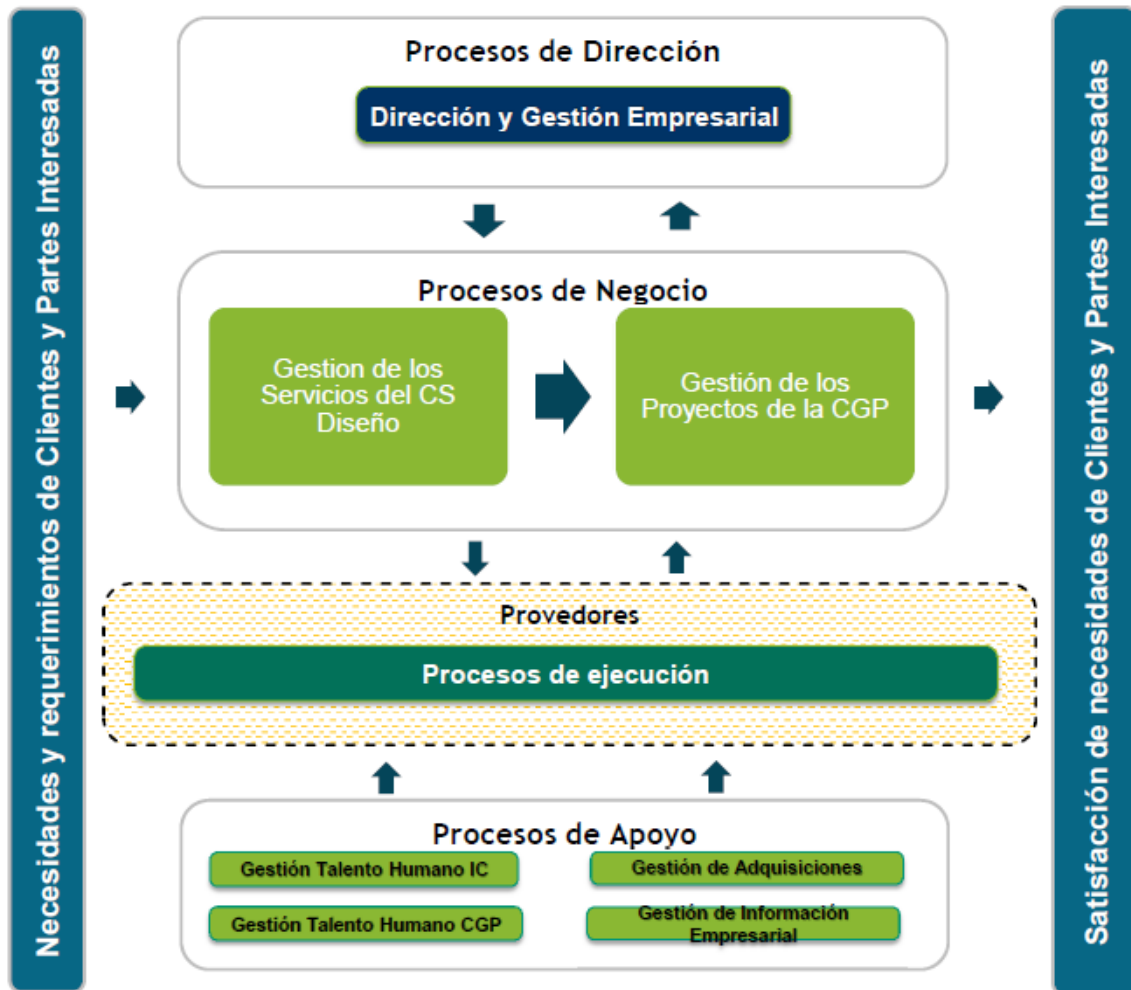 Necesidades y requerimientos de Clientes y Partes Interesadas
Procesos de Dirección
Dirección y Gestión Empresarial
Procesos de Negocio
Gestion de los
Servicios del CS
Diseño
Gestión de los
Proyectos de la CGP
Provedores
Procesos de ejecución
Procesos de Apoyo
Gestión Talento Humano IC
Gestión de Adquisiciones
Gestión Talento Humano CGP
Gestión de Información
Empresarial
Satisfacción de necesidades de Clientes y Partes Interesadas